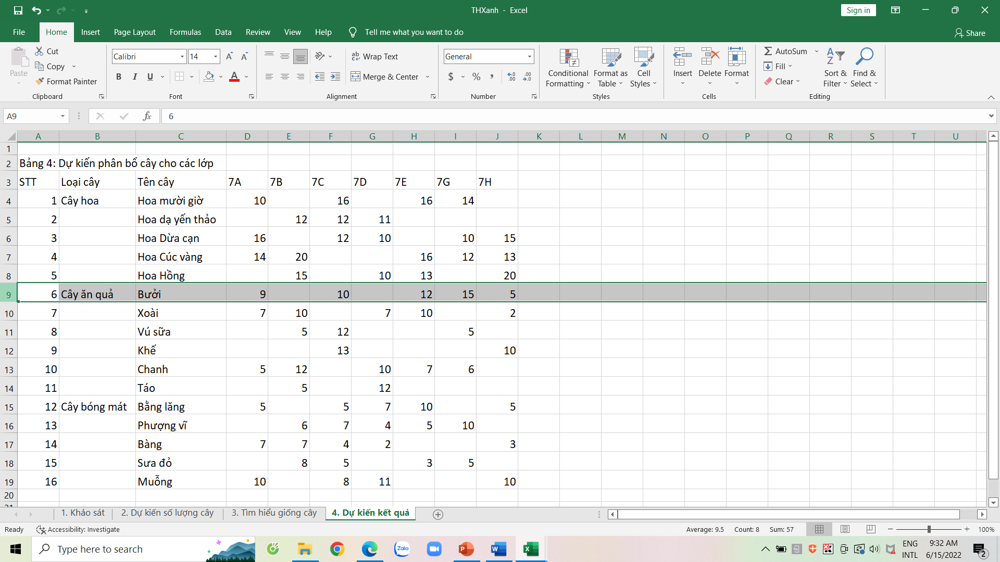 THXanh - Excel
Sign in
File Home Insert Page Layout Formulas Data Review View Help Tell me what you want to do Share
Paste Cut Copy Format Painter Clipboard
Calibri 14 A A B I U A Font
ab Wrap Text Merge & Center Alignment
General $ % , .00 .00 Number
Conditional Formatting Format as Table Cell Styles Styles
Insert Delete Format Cells
AutoSum Fill Clear Sort & Filter Find & Select Editing
A9 fx 6
A B C D E F G H I J K L M N O P Q R S T U
1
2 Bảng 4: Dự kiến phân bổ cây cho các lớp
3 STT Loại cây Tên cây 7A 7B 7C 7D 7E 7G 7H
4 1 Cây hoa Hoa mười giờ 10 16 16 14
5 2 Hoa dạ yến thảo 12 12 11
6 3 Hoa Dừa cạn 16 12 10 10 15
7 4 Hoa Cúc vàng 14 20 16 12 13
8 5 Hoa Hồng 15 10 13 20
9 6 Cây ăn quả Bưởi 9 10 12 15 5
10 7 Xoài 7 10 7 10 2
11 8 Vú sữa 5 12 5
12 9 Khế 13 10
13 10 Chanh 5 12 10 7 6
14 11 Táo 5 12
15 12 Cây bóng mát Bằng lăng 5 5 7 10 5
16 13 Phượng vĩ 6 7 4 5 10
17 14 Bàng 7 7 4 2 3
18 15 Sưa đỏ 8 5 3 5
19 16 Muỗng 10 8 11 10
20
21
1. Khảo sát 2. Dự kiến số lượng cây 3. Tìm hiểu giống cây 4. Dự kiến kết quả
Ready Accessibility: Investigate Average: 9.5 Count: 8 Sum: 57 100%
Type here to search Zalo ENG INTL 9:32 AM 6/15/2022 2